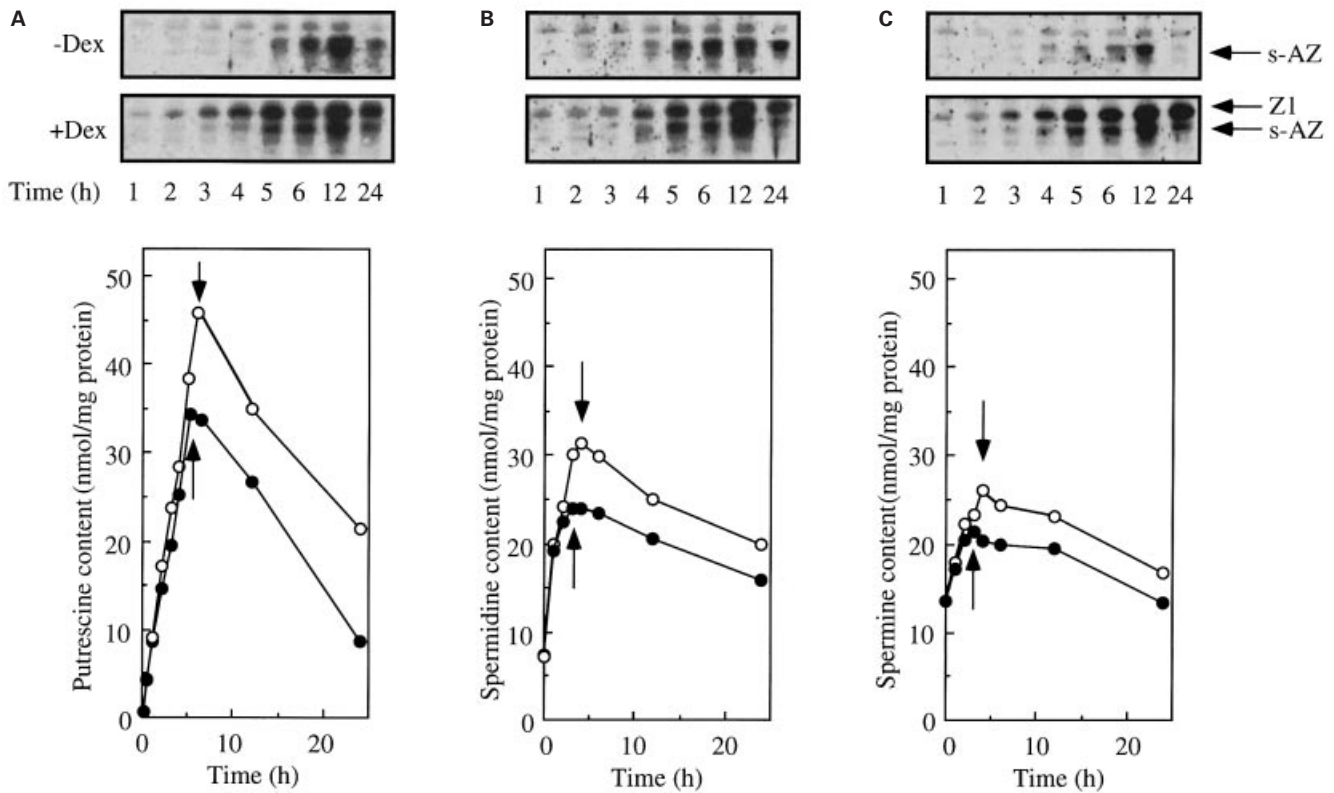 A
B
C
-Dex
s-AZ
+Dex
Z1
s-AZ
Time (h) 1 2 3 4 5 6 12 24
1 2 3 4 5 6 12 24
1 2 3 4 5 6 12 24
Putrescine content (nmol/mg protein)
50
40
30
20
10
0
0 10 20
Time (h)
Spermidine content (nmol/mg protein)
50
40
30
20
10
0
0 10 20
Time (h)
Spermine content(nmol/mg protein)
50
40
30
20
10
0
0 10 20
Time (h)